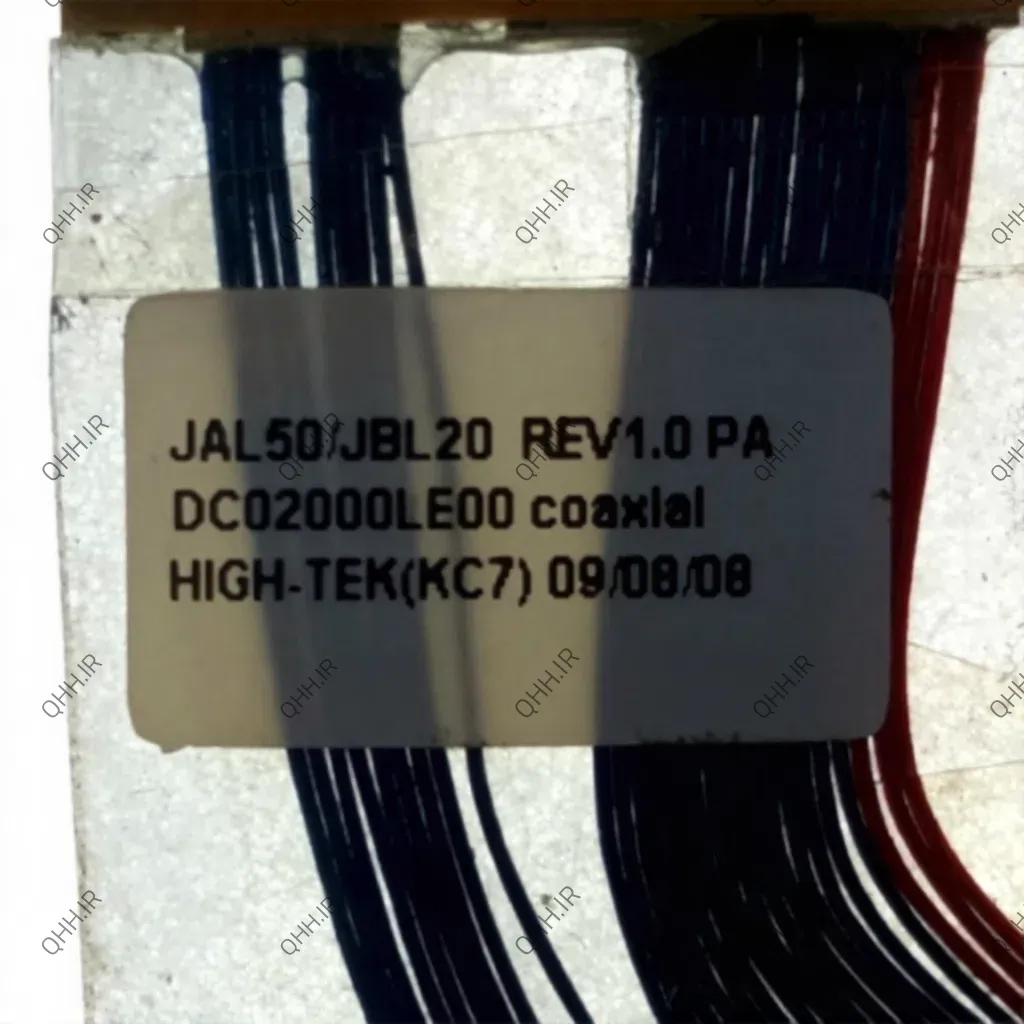 JAL50/JBL20 REV1.0 PA
DC02000LE00 coaxial
HIGH-TEK(KC7) 09/08/08
QHH.IR